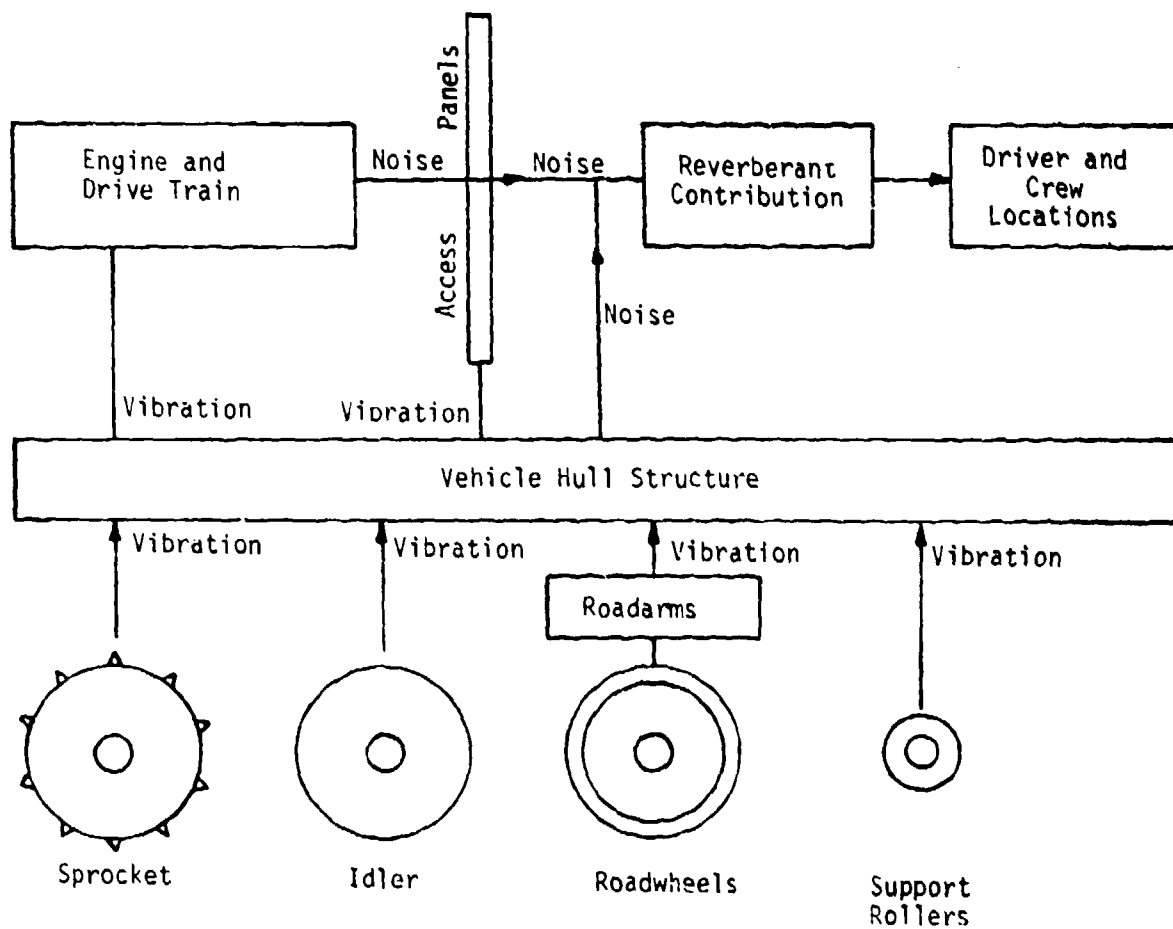 Panels
Engine and
Drive Train
Noise
Noise
Reverberant
Contribution
Driver and
Crew
Locations
Access
Noise
Vibration
Vibration
Vehicle Hull Structure
Vibration
Vibration
Vibration
Vibration
Roadarms
Sprocket
Idler
Roadwheels
Support
Rollers